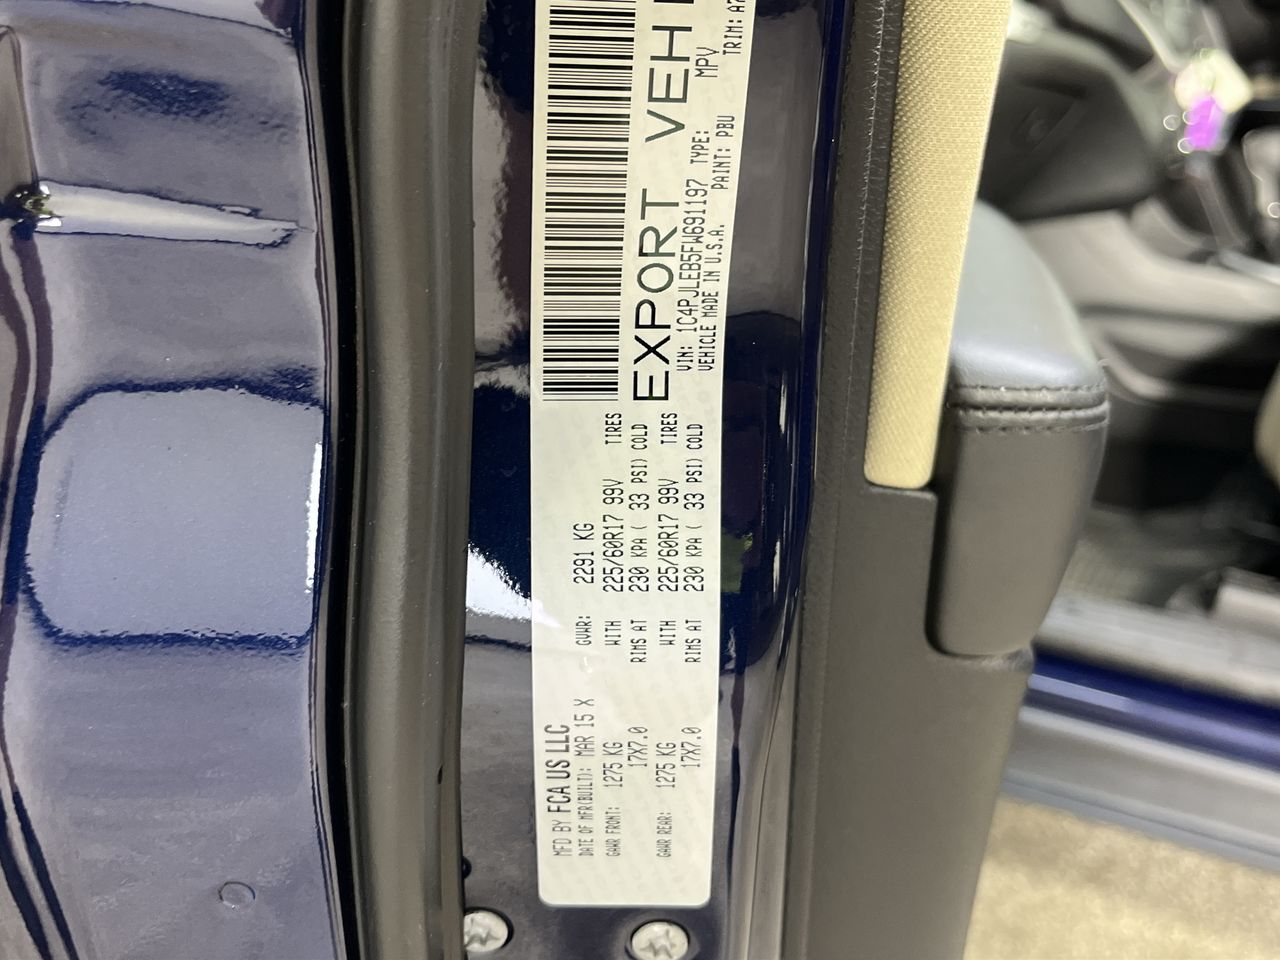 MFD BY FCA US LLC
DATE OF MFR(BUILT): MAR 15 X
GVWR: 2291 KG
GAWR FRONT: 1275 KG WITH 225/60R17 99V TIRES
17X7.0 RIMS AT 230 KPA ( 33 PSI) COLD
GAWR REAR: 1275 KG WITH 225/60R17 99V TIRES
17X7.0 RIMS AT 230 KPA ( 33 PSI) COLD
EXPORT
VIN: 1C4PJLEB5FW691197 TYPE: MPV
VEHICLE MADE IN U.S.A. PAINT: PBU TRIM: